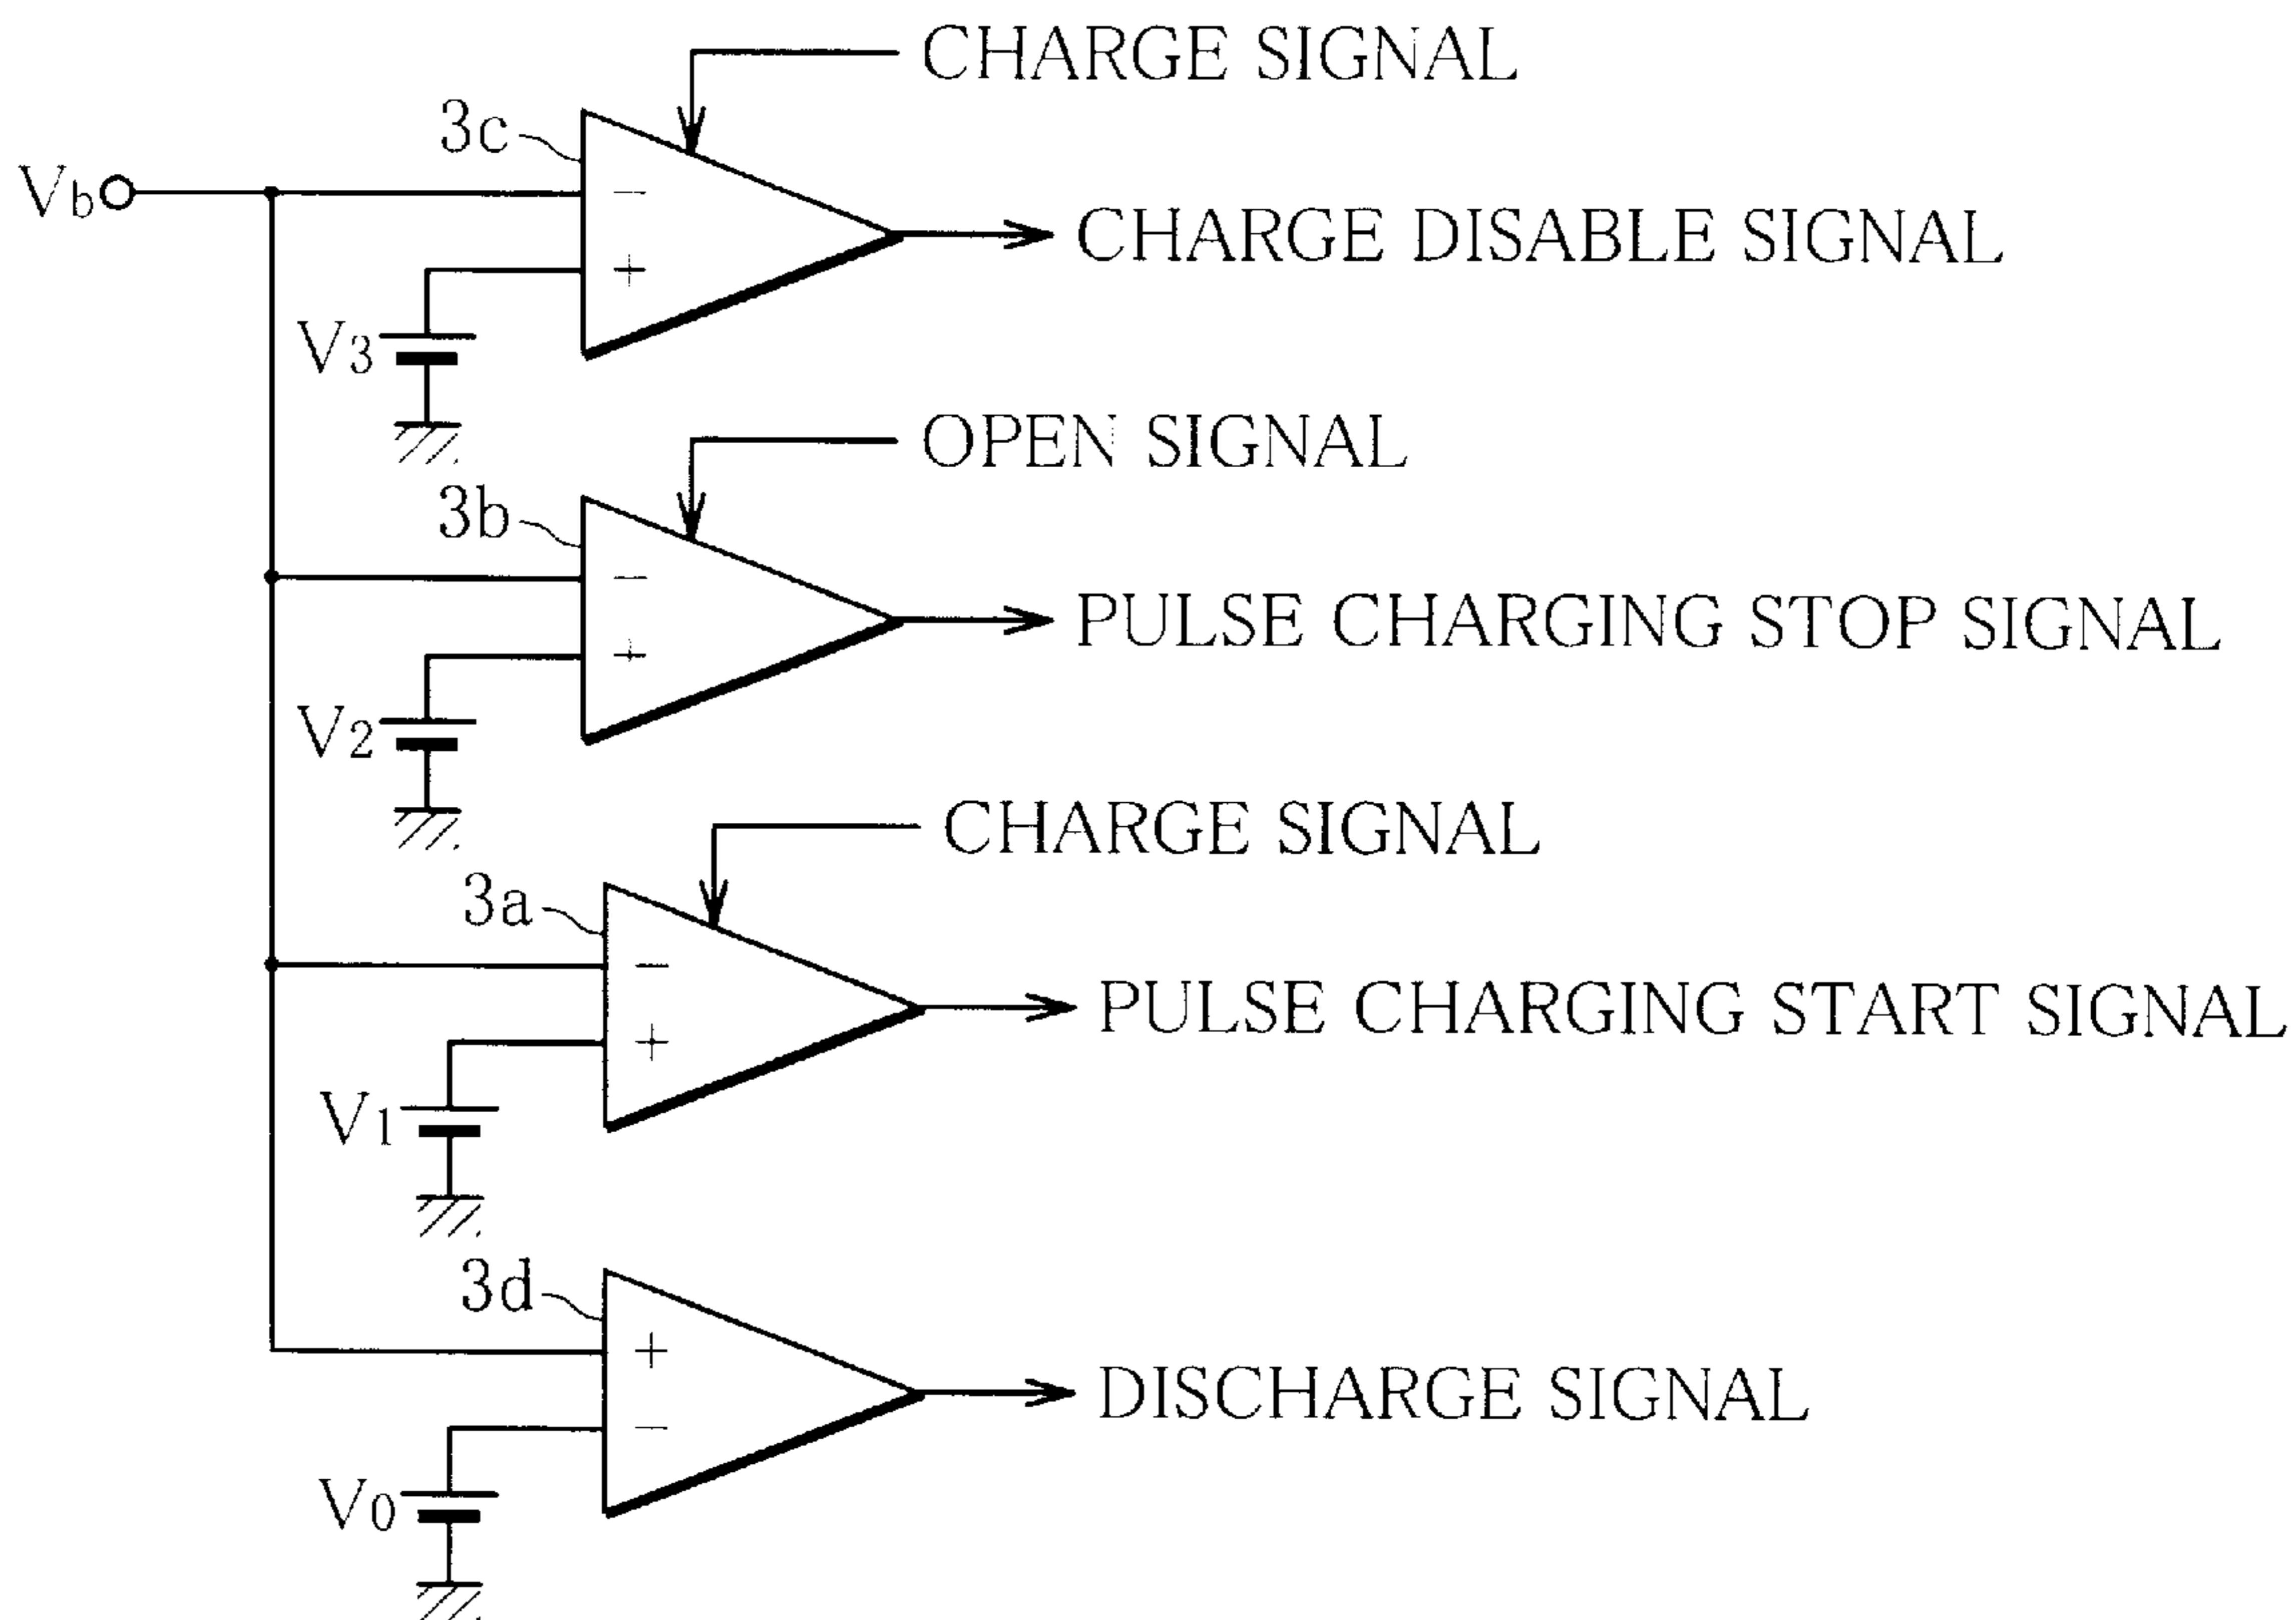 CHARGE SIGNAL
3c
Vb
−
CHARGE DISABLE SIGNAL
+
V3
OPEN SIGNAL
3b
−
PULSE CHARGING STOP SIGNAL
+
V2
CHARGE SIGNAL
3a
−
PULSE CHARGING START SIGNAL
+
V1
3d
+
DISCHARGE SIGNAL
−
V0